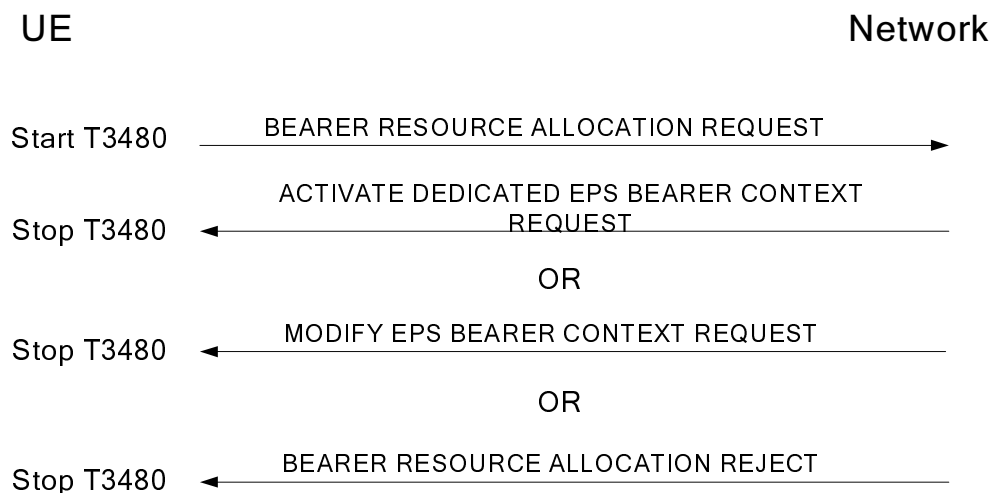 UE Network
Start T3480 BEARER RESOURCE ALLOCATION REQUEST
ACTIVATE DEDICATED EPS BEARER CONTEXT
Stop T3480 REQUEST
OR
Stop T3480 MODIFY EPS BEARER CONTEXT REQUEST
OR
Stop T3480 BEARER RESOURCE ALLOCATION REJECT